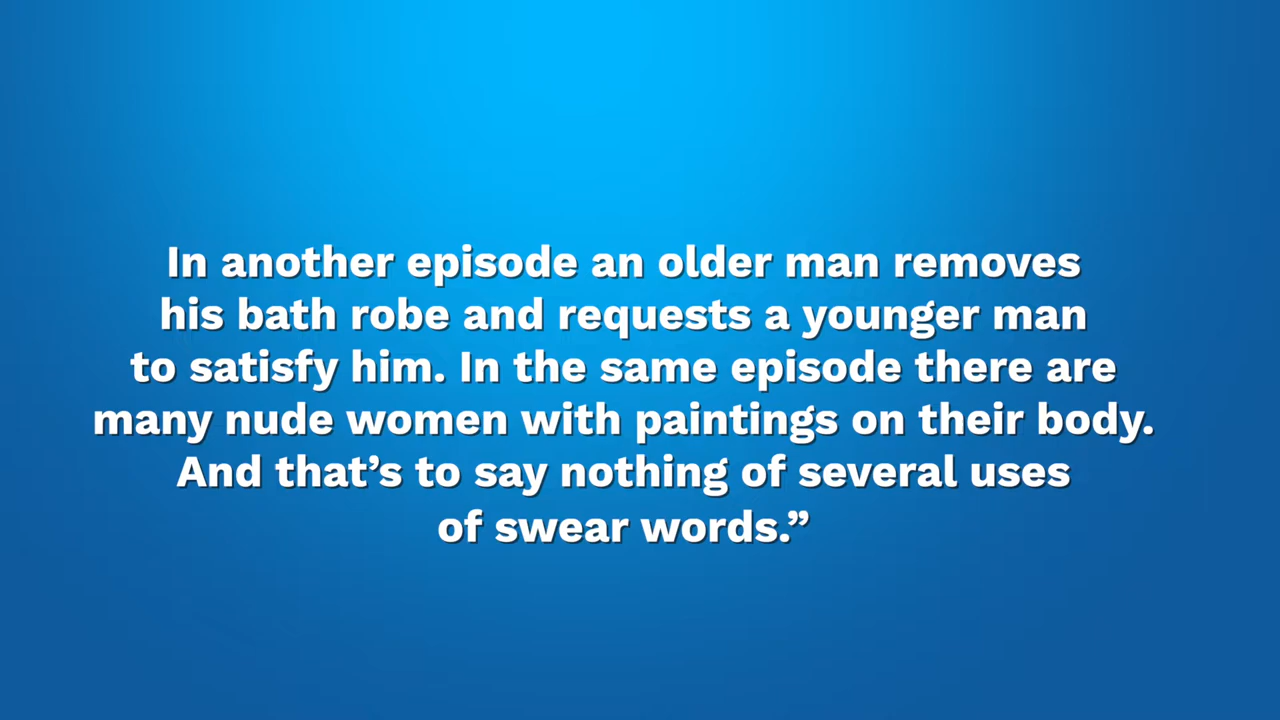 In another episode an older man removes
his bath robe and requests a younger man
to satisfy him. In the same episode there are
many nude women with paintings on their body.
And that’s to say nothing of several uses
of swear words.”